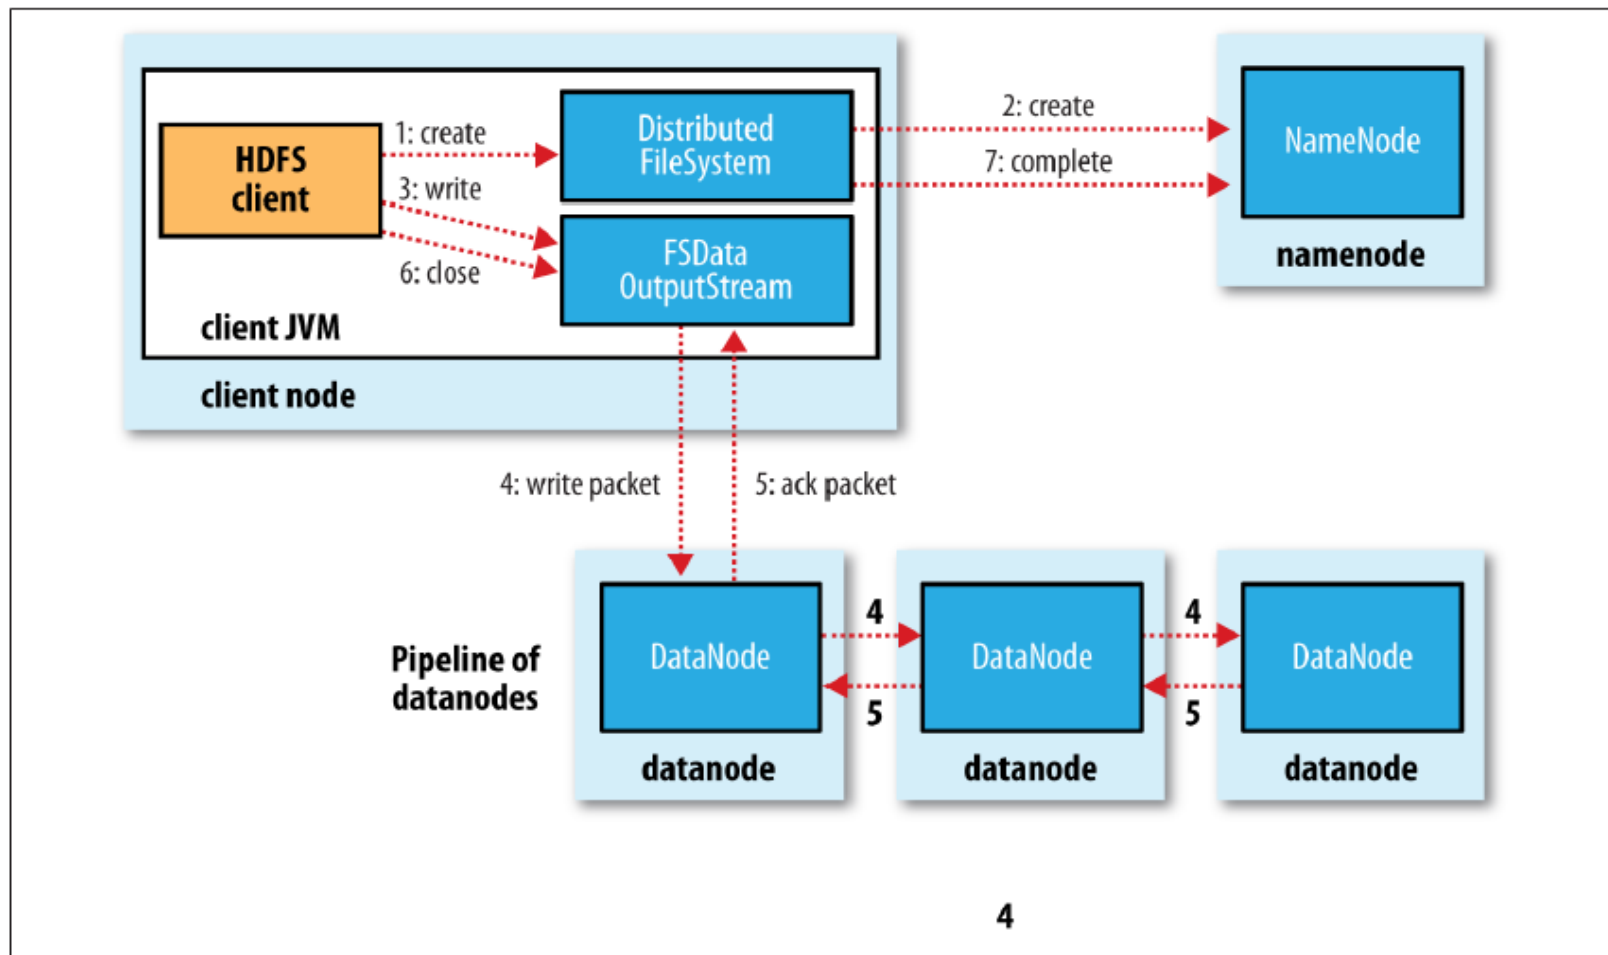 1: create
Distributed
FileSystem
2: create
NameNode
HDFS
client
3: write
7: complete
FSData
OutputStream
6: close
namenode
client JVM
client node
4: write packet
5: ack packet
Pipeline of
datanodes
DataNode
4
5
DataNode
4
5
DataNode
datanode
datanode
datanode
4